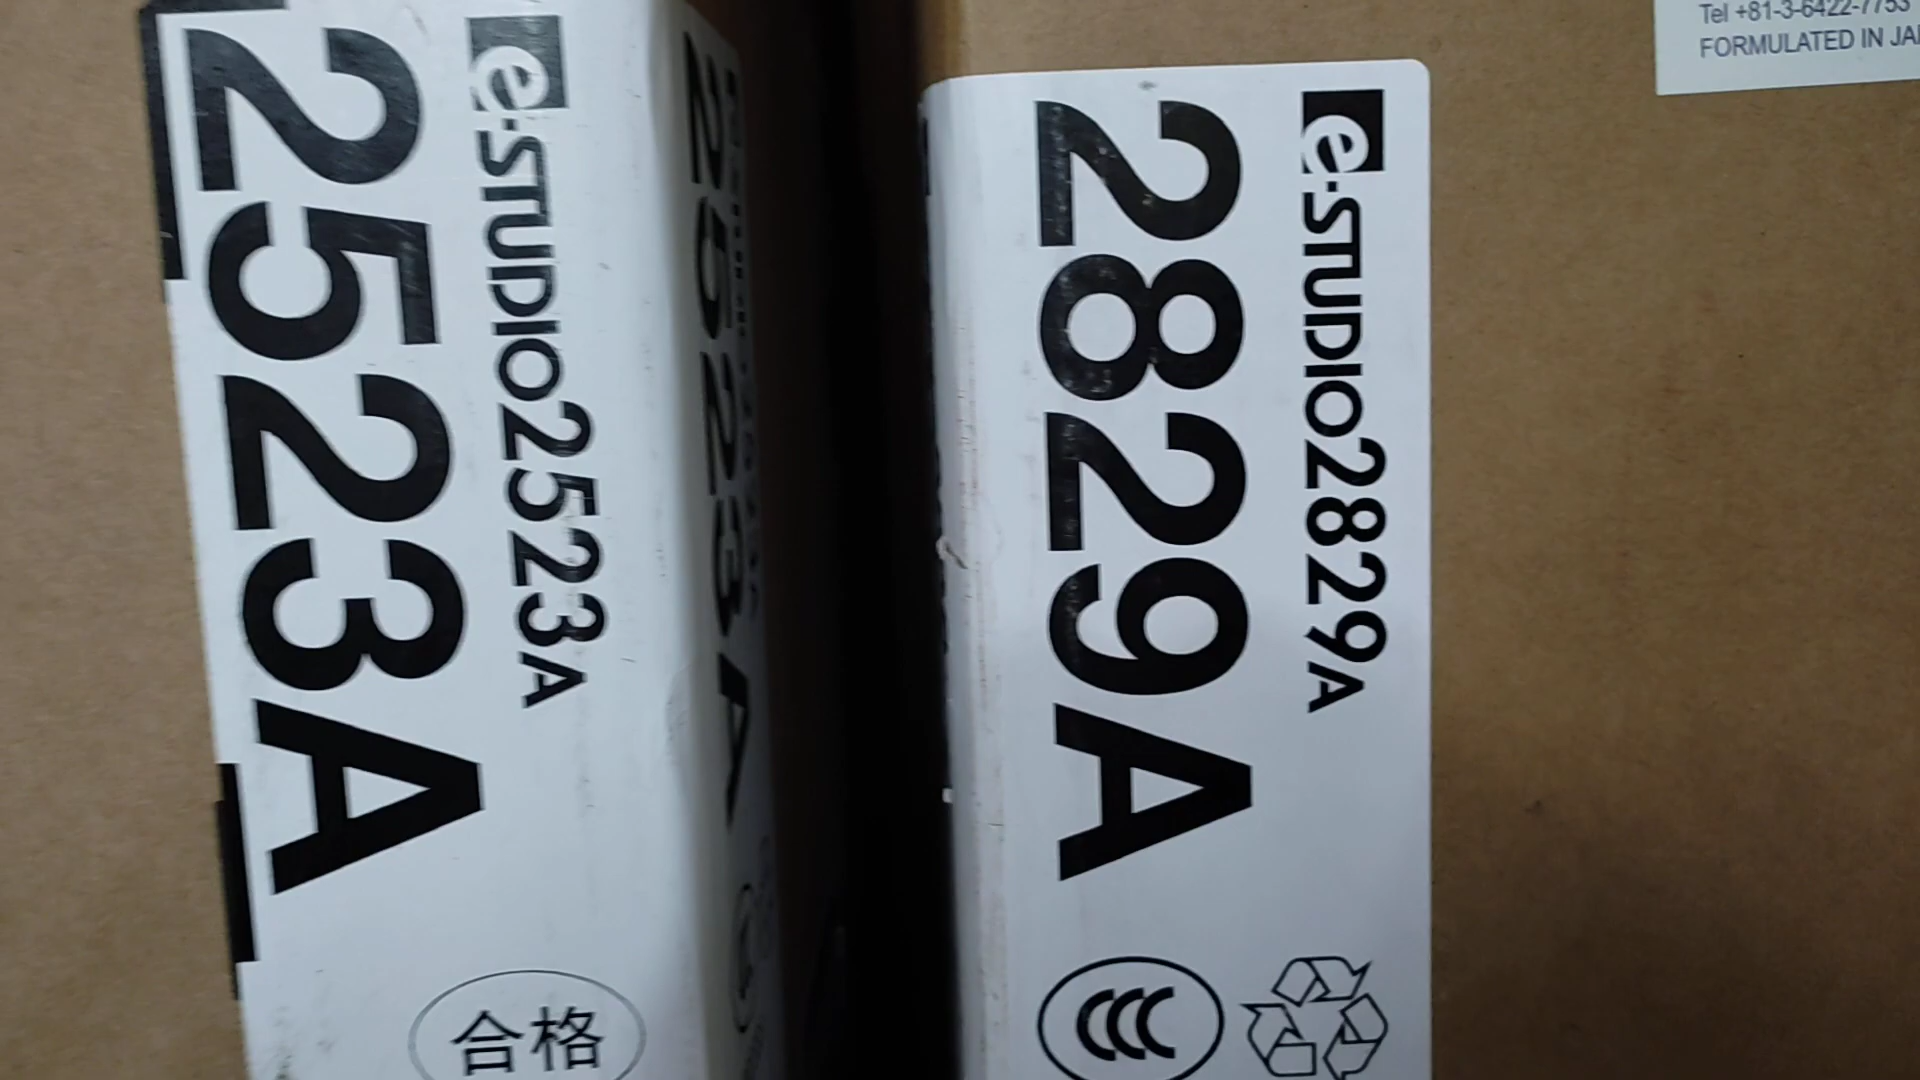 e-STUDIO2523A
2523A
合格
2523A
e-STUDIO2829A
2829A
CCC
Tel +81-3-6422-7753
FORMULATED IN JA